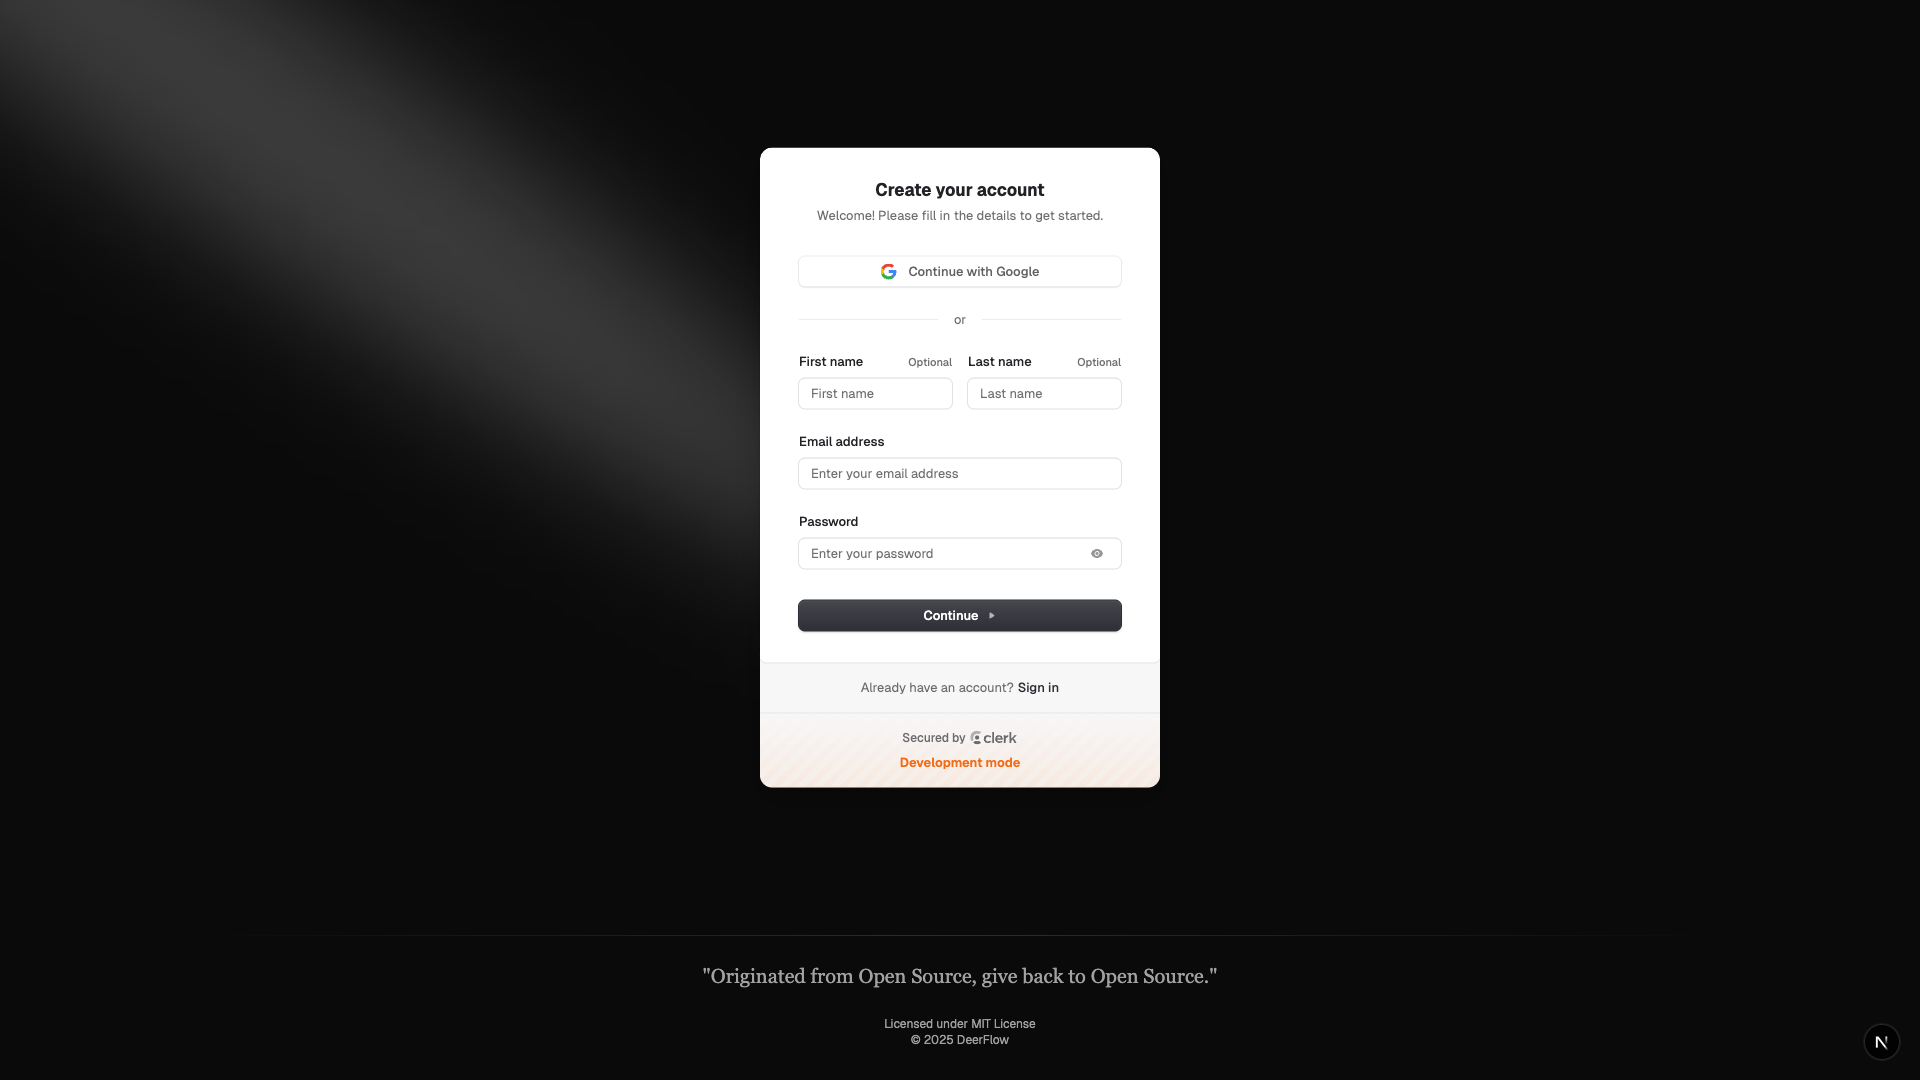 Create your account
Welcome! Please fill in the details to get started.
Continue with Google
or
First name Optional Last name Optional
First name Last name
Email address
Enter your email address
Password
Enter your password
Continue
Already have an account? Sign in
Secured by clerk
Development mode
"Originated from Open Source, give back to Open Source."
Licensed under MIT License
© 2025 DeerFlow
N